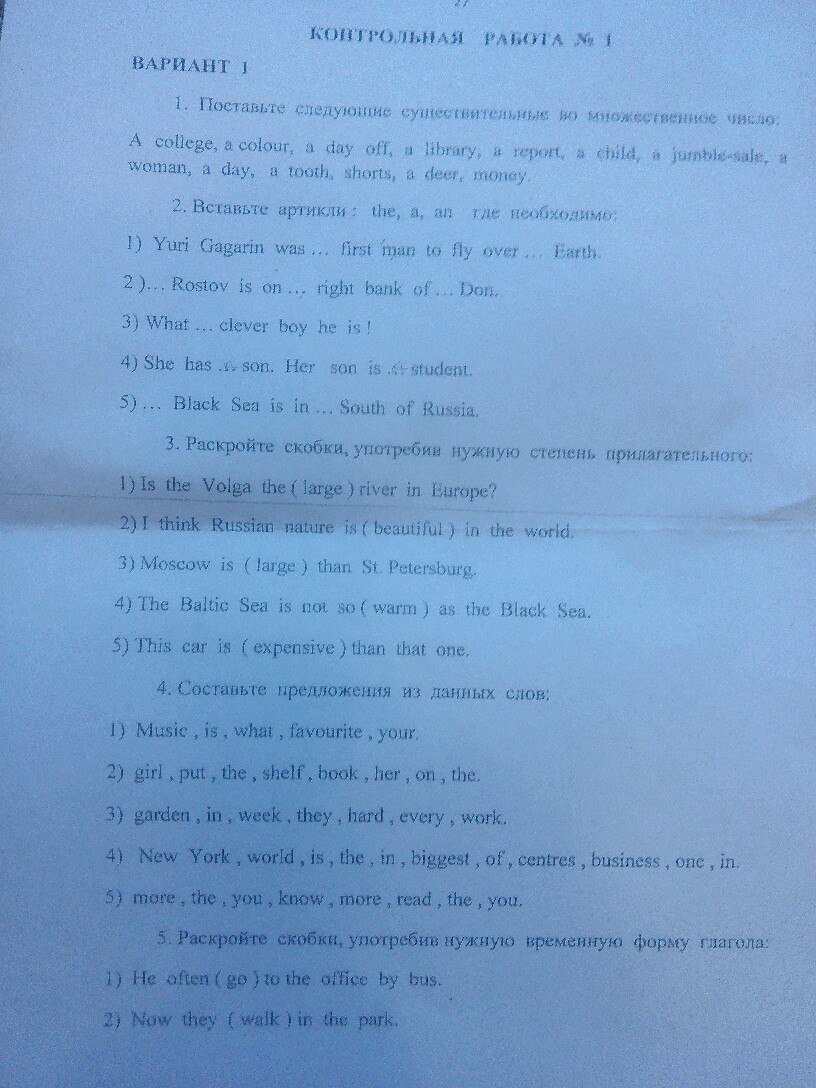 27
КОНТРОЛЬНАЯ РАБОТА № 1
ВАРИАНТ 1
1. Поставьте следующие существительные во множественное число:
A college, a colour, a day off, a library, a report, a child, a jumble-sale, a
woman, a day, a tooth, shorts, a deer, money.
2. Вставьте артикли : the, a, an где необходимо:
1) Yuri Gagarin was … first man to fly over … Earth.
2 )… Rostov is on … right bank of … Don.
3) What … clever boy he is !
4) She has … son. Her son is … student.
5) … Black Sea is in … South of Russia.
3. Раскройте скобки, употребив нужную степень прилагательного:
1) Is the Volga the ( large ) river in Europe?
2) I think Russian nature is ( beautiful ) in the world.
3) Moscow is ( large ) than St. Petersburg.
4) The Baltic Sea is not so ( warm ) as the Black Sea.
5) This car is ( expensive ) than that one.
4. Составьте предложения из данных слов:
1) Music , is , what , favourite , your.
2) girl , put , the , shelf , book , her , on , the.
3) garden , in , week , they , hard , every , work.
4) New York , world , is , the , in , biggest , of , centres , business , one , in.
5) more , the , you , know , more , read , the , you.
5. Раскройте скобки, употребив нужную временную форму глагола:
1) He often ( go ) to the office by bus.
2) Now they ( walk ) in the park.